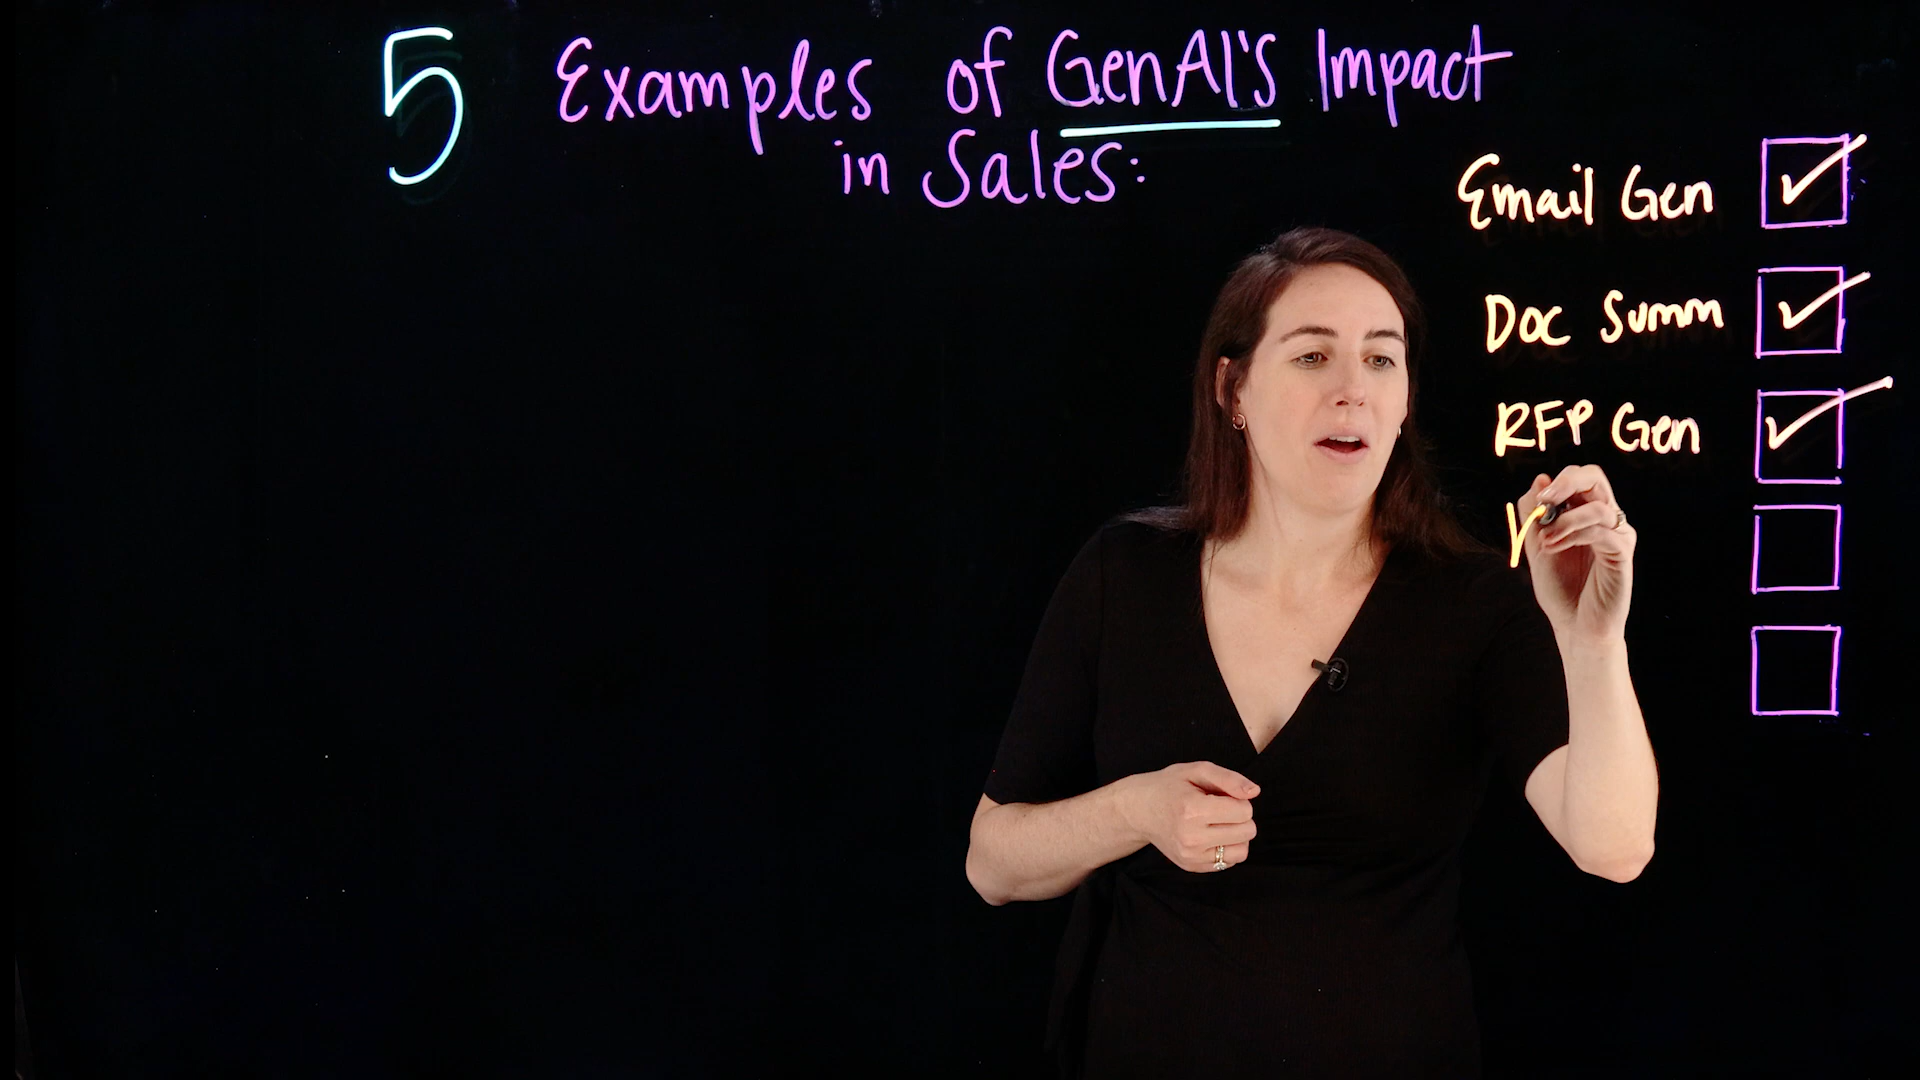 5 Examples of GenAI's Impact
in Sales:
Email Gen
Doc Summ
RFP Gen